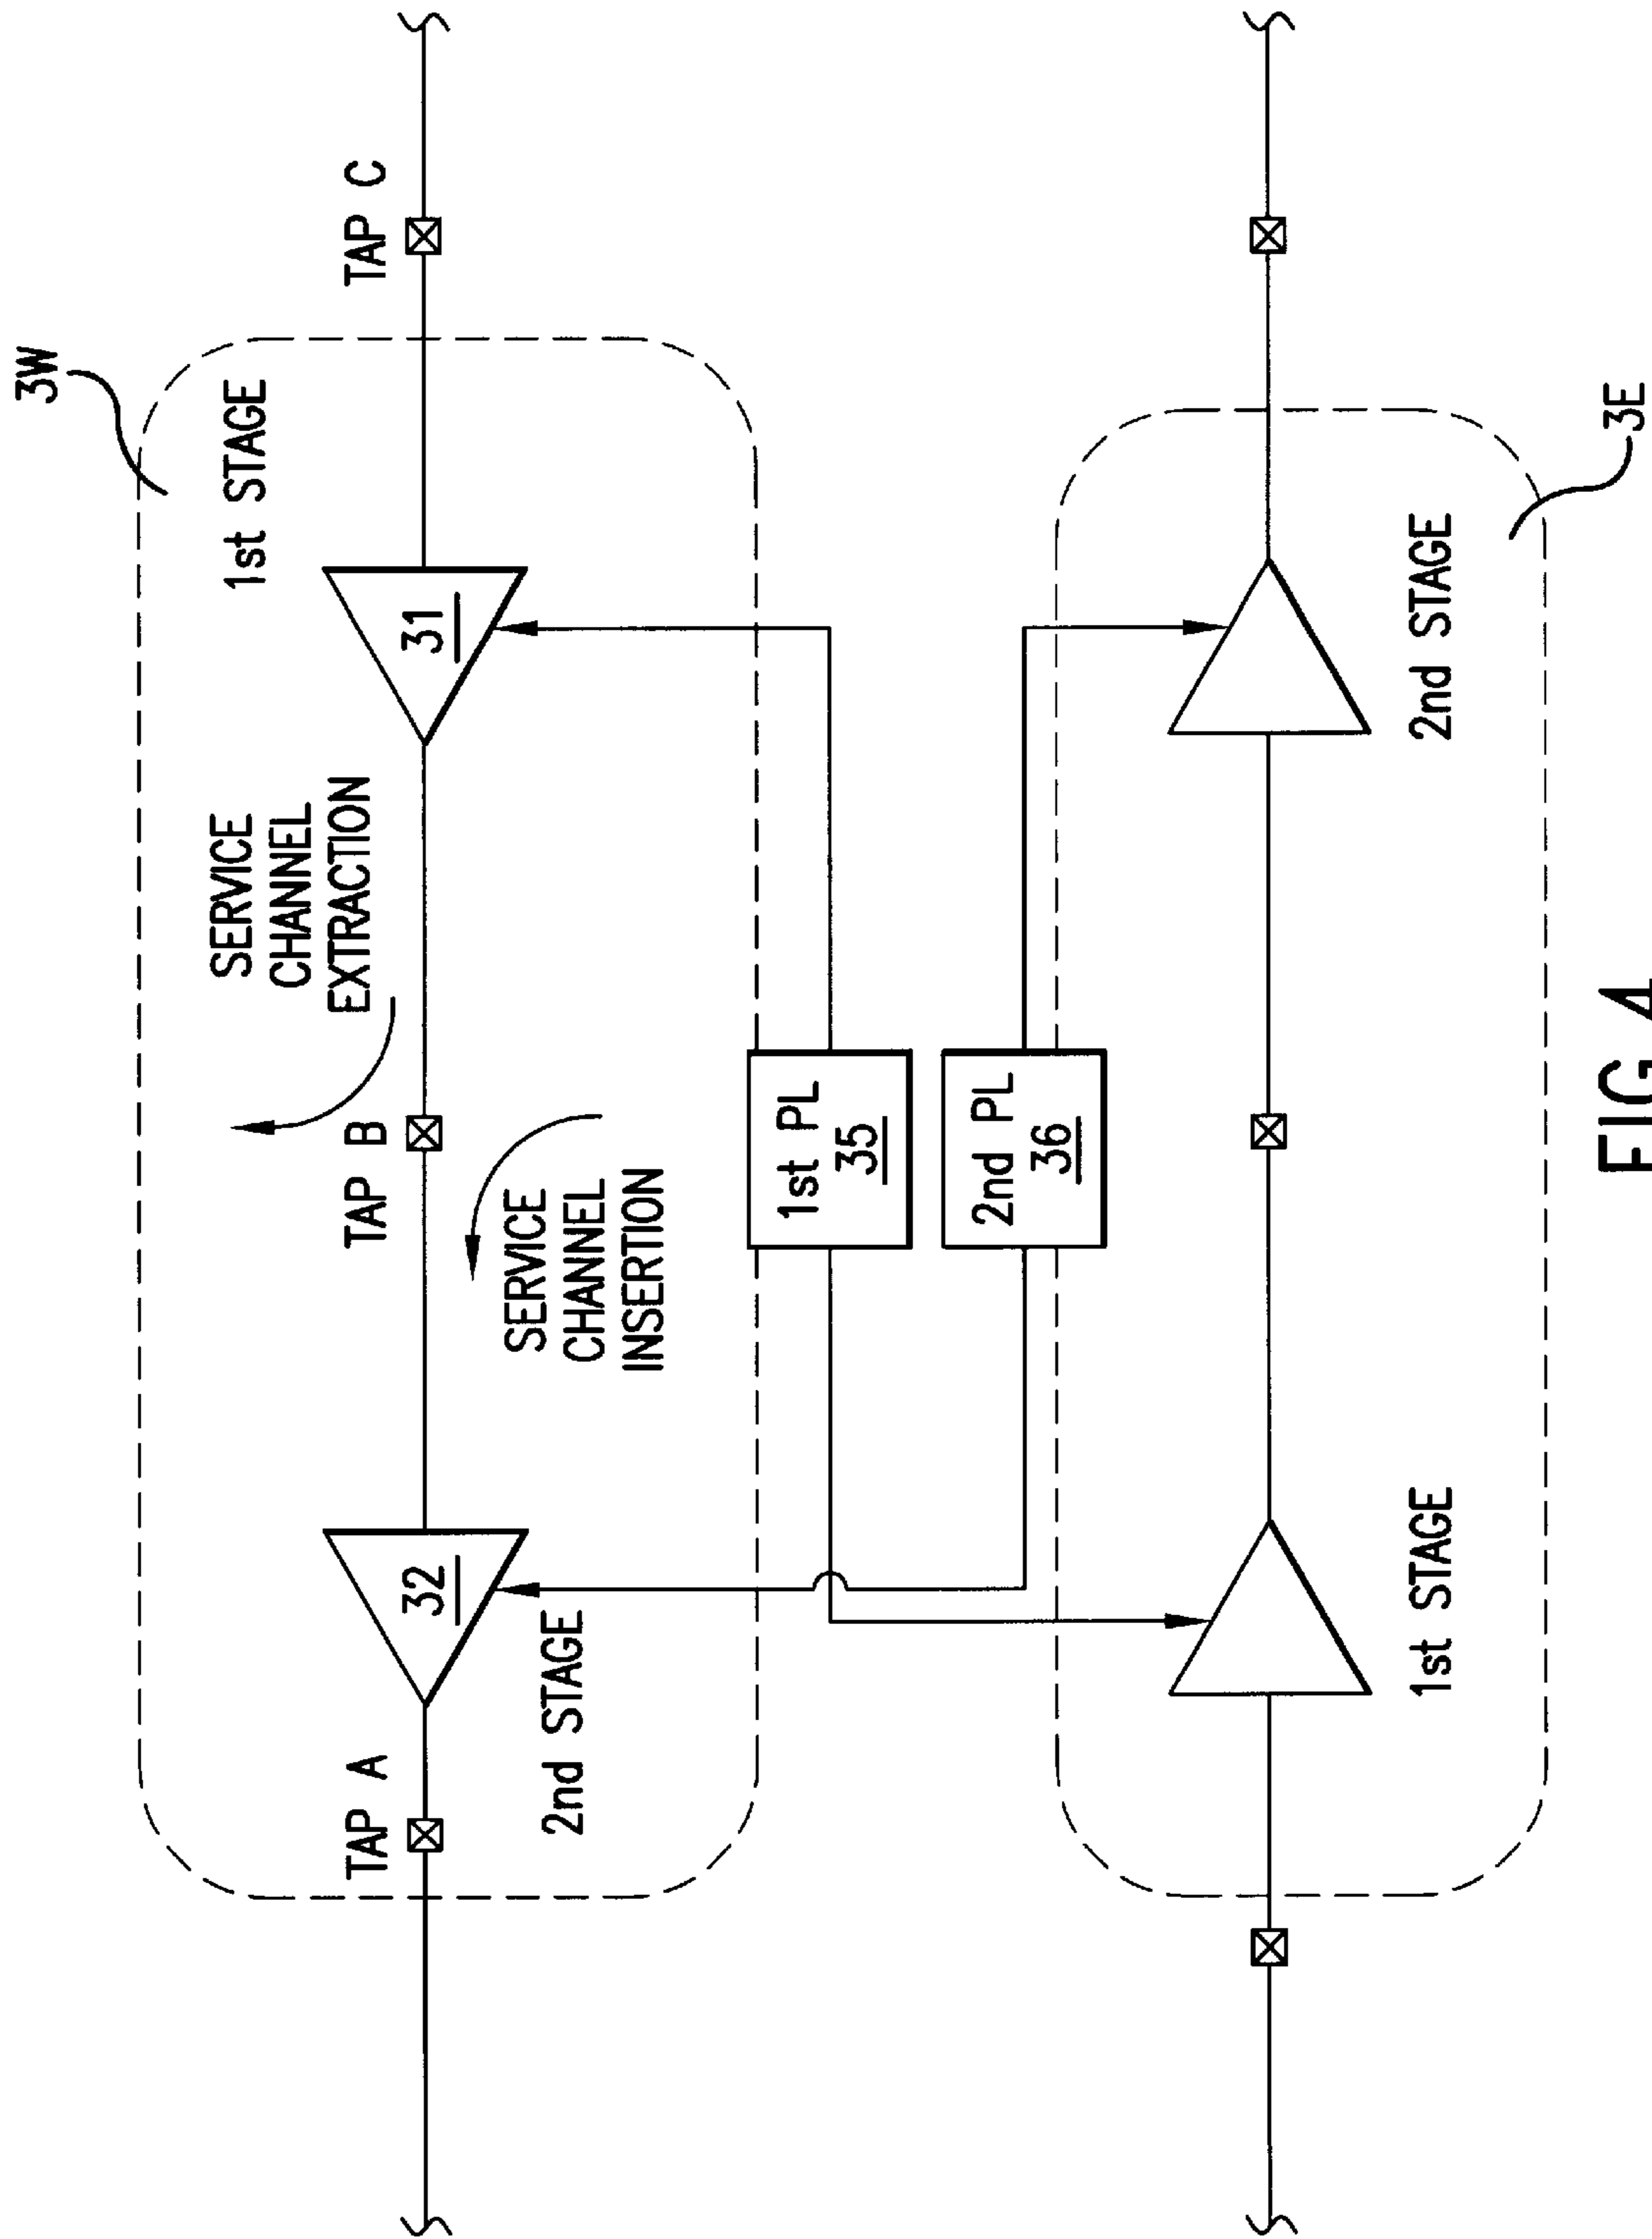 3W
1st STAGE
TAP C
31
SERVICE
CHANNEL
EXTRACTION
TAP B
SERVICE
CHANNEL
INSERTION
32
2nd STAGE
TAP A
1st PL
35
2nd PL
36
2nd STAGE
1st STAGE
3E
FIG. 4